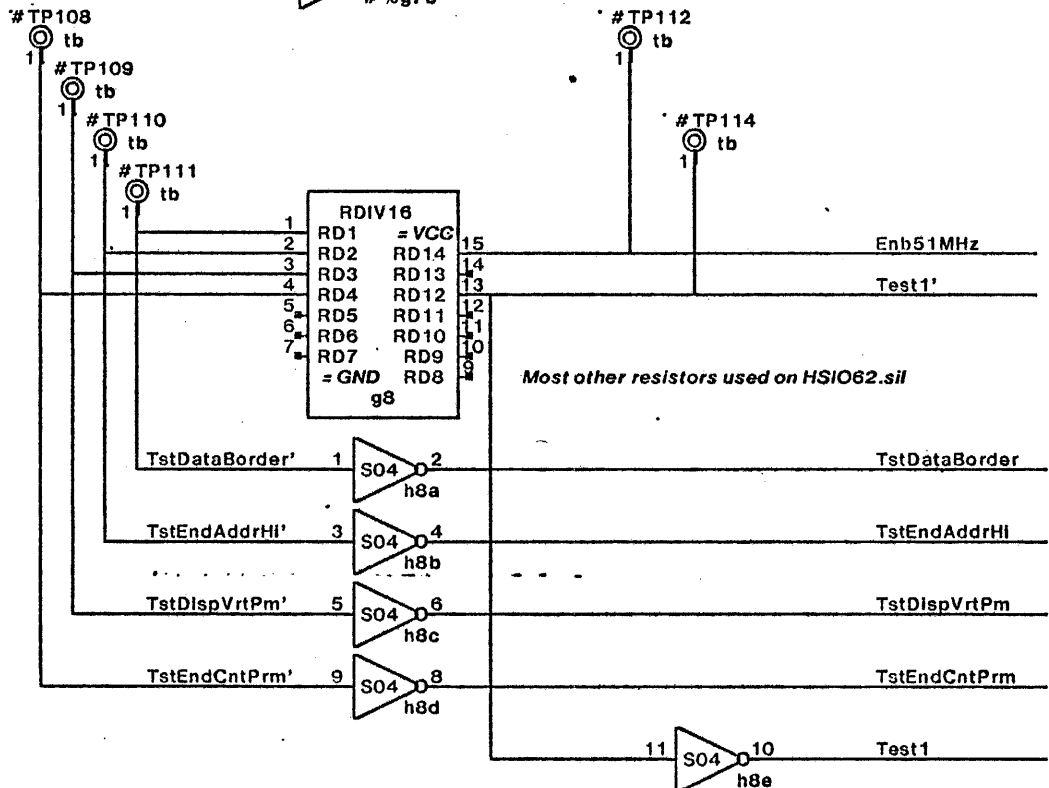 #TP108
tb
1
#TP109
tb
1
#TP110
tb
1
#TP111
tb
1
#TP112
tb
1
#TP114
tb
1
RDIV16
1 RD1 =VCC
2 RD2 RD14 15 Enb51MHz
3 RD3 RD13 14
4 RD4 RD12 13 Test1'
5 RD5 RD11 12
6 RD6 RD10 11
7 RD7 RD9 10
=GND RD8 9
g8
Most other resistors used on HSIO62.sil
TstDataBorder' 1 S04 2 TstDataBorder
h8a
TstEndAddrHi' 3 S04 4 TstEndAddrHi
h8b
TstDispVrtPm' 5 S04 6 TstDispVrtPm
h8c
TstEndCntPrm' 9 S04 8 TstEndCntPrm
h8d
11 S04 10 Test1
h8e